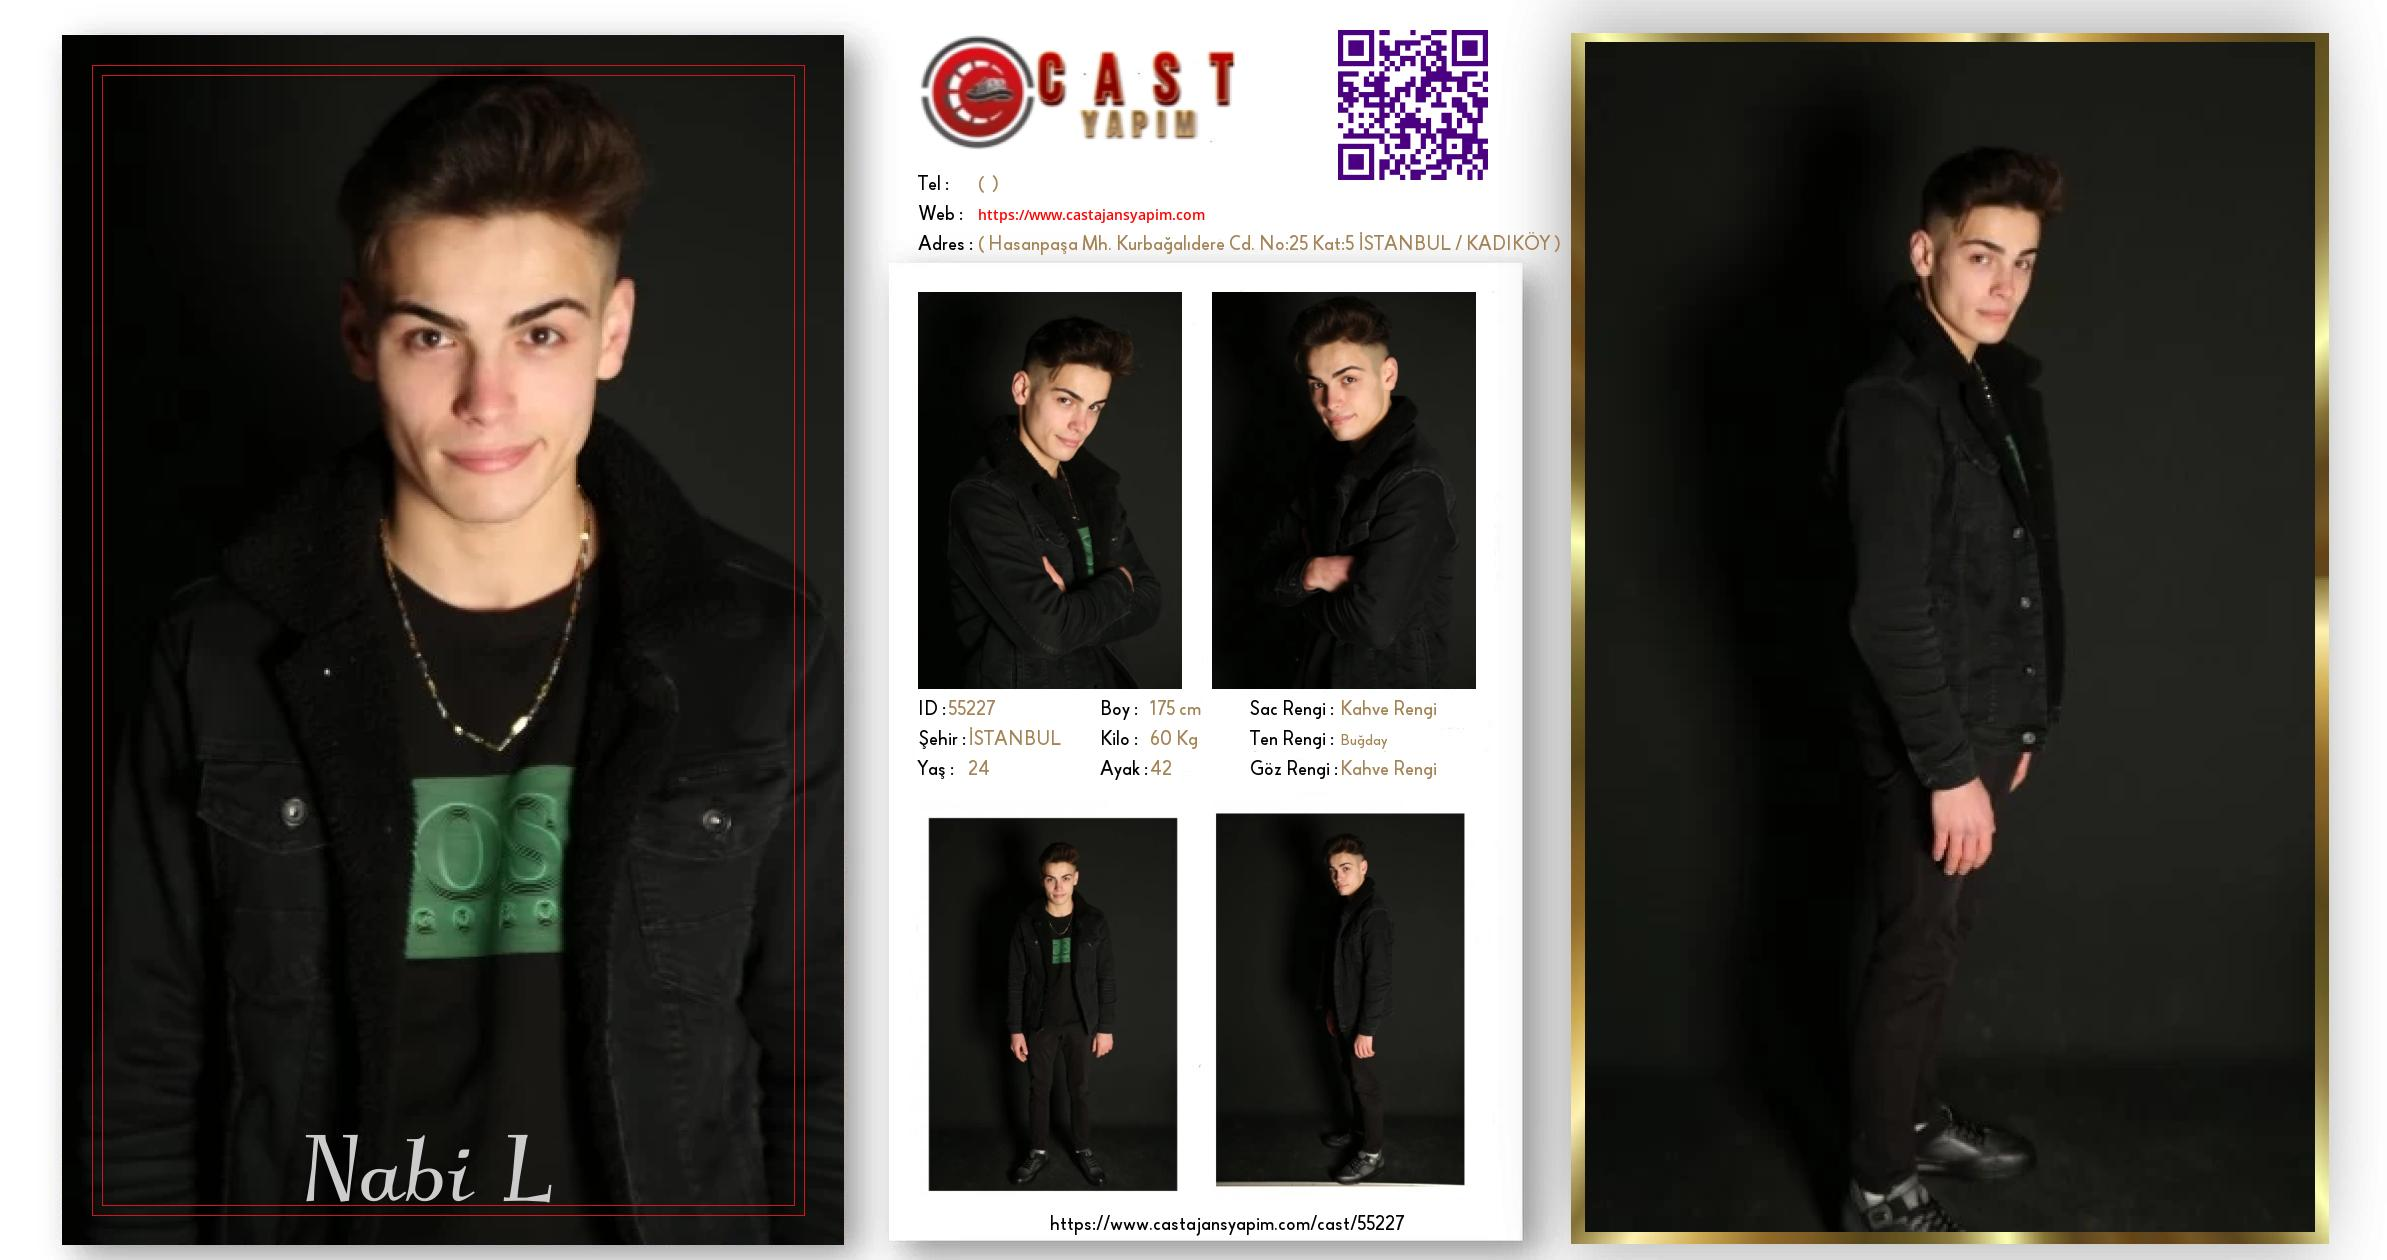 CAST
YAPIM
Tel : ( )
Web : https://www.castajansyapim.com
Adres : ( Hasanpaşa Mh. Kurbağalıdere Cd. No:25 Kat:5 İSTANBUL / KADIKÖY )
ID : 55227 Boy : 175 cm Sac Rengi : Kahve Rengi
Şehir : İSTANBUL Kilo : 60 Kg Ten Rengi : Buğday
Yaş : 24 Ayak : 42 Göz Rengi : Kahve Rengi
OS
Nabi L
https://www.castajansyapim.com/cast/55227